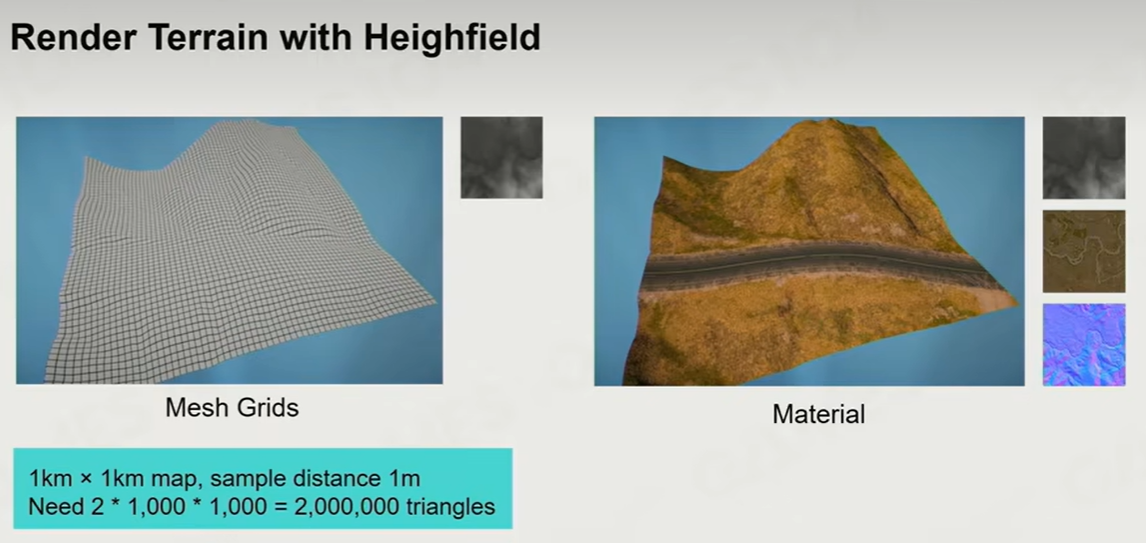 Render Terrain with Heighfield
Mesh Grids
Material
1km × 1km map, sample distance 1m
Need 2 * 1,000 * 1,000 = 2,000,000 triangles